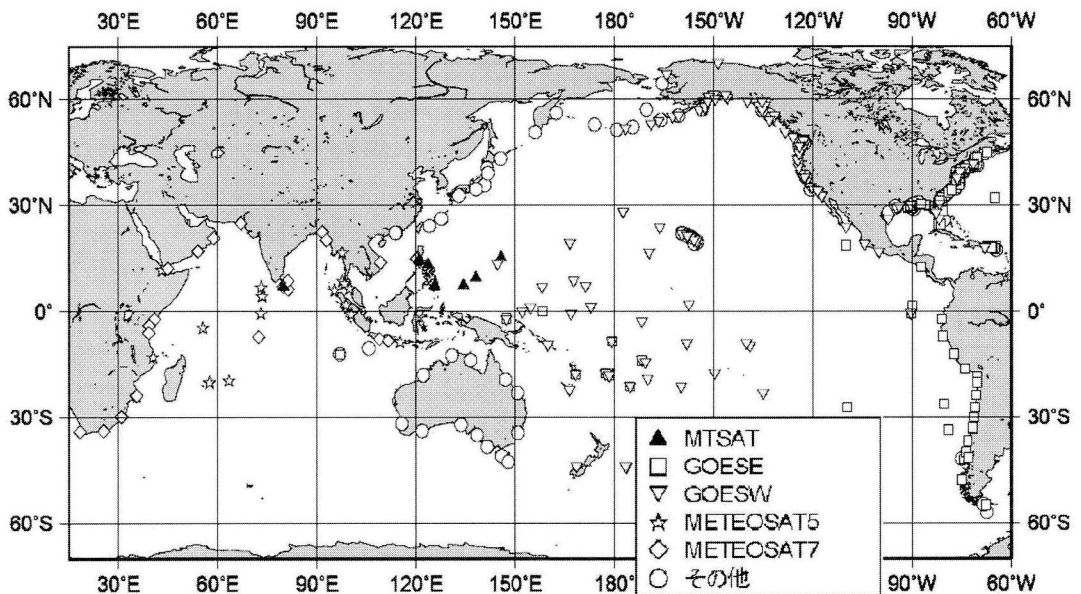 30°E 60°E 90°E 120°E 150°E 180° 150°W 120°W 90°W 60°W
60°N 60°N
30°N 30°N
0° 0°
30°S 30°S
60°S 60°S
▲ MTSAT
□ GOESE
▽ GOESW
☆ METEOSAT5
◇ METEOSAT7
○ その他
30°E 60°E 90°E 120°E 150°E 180° 90°W 60°W